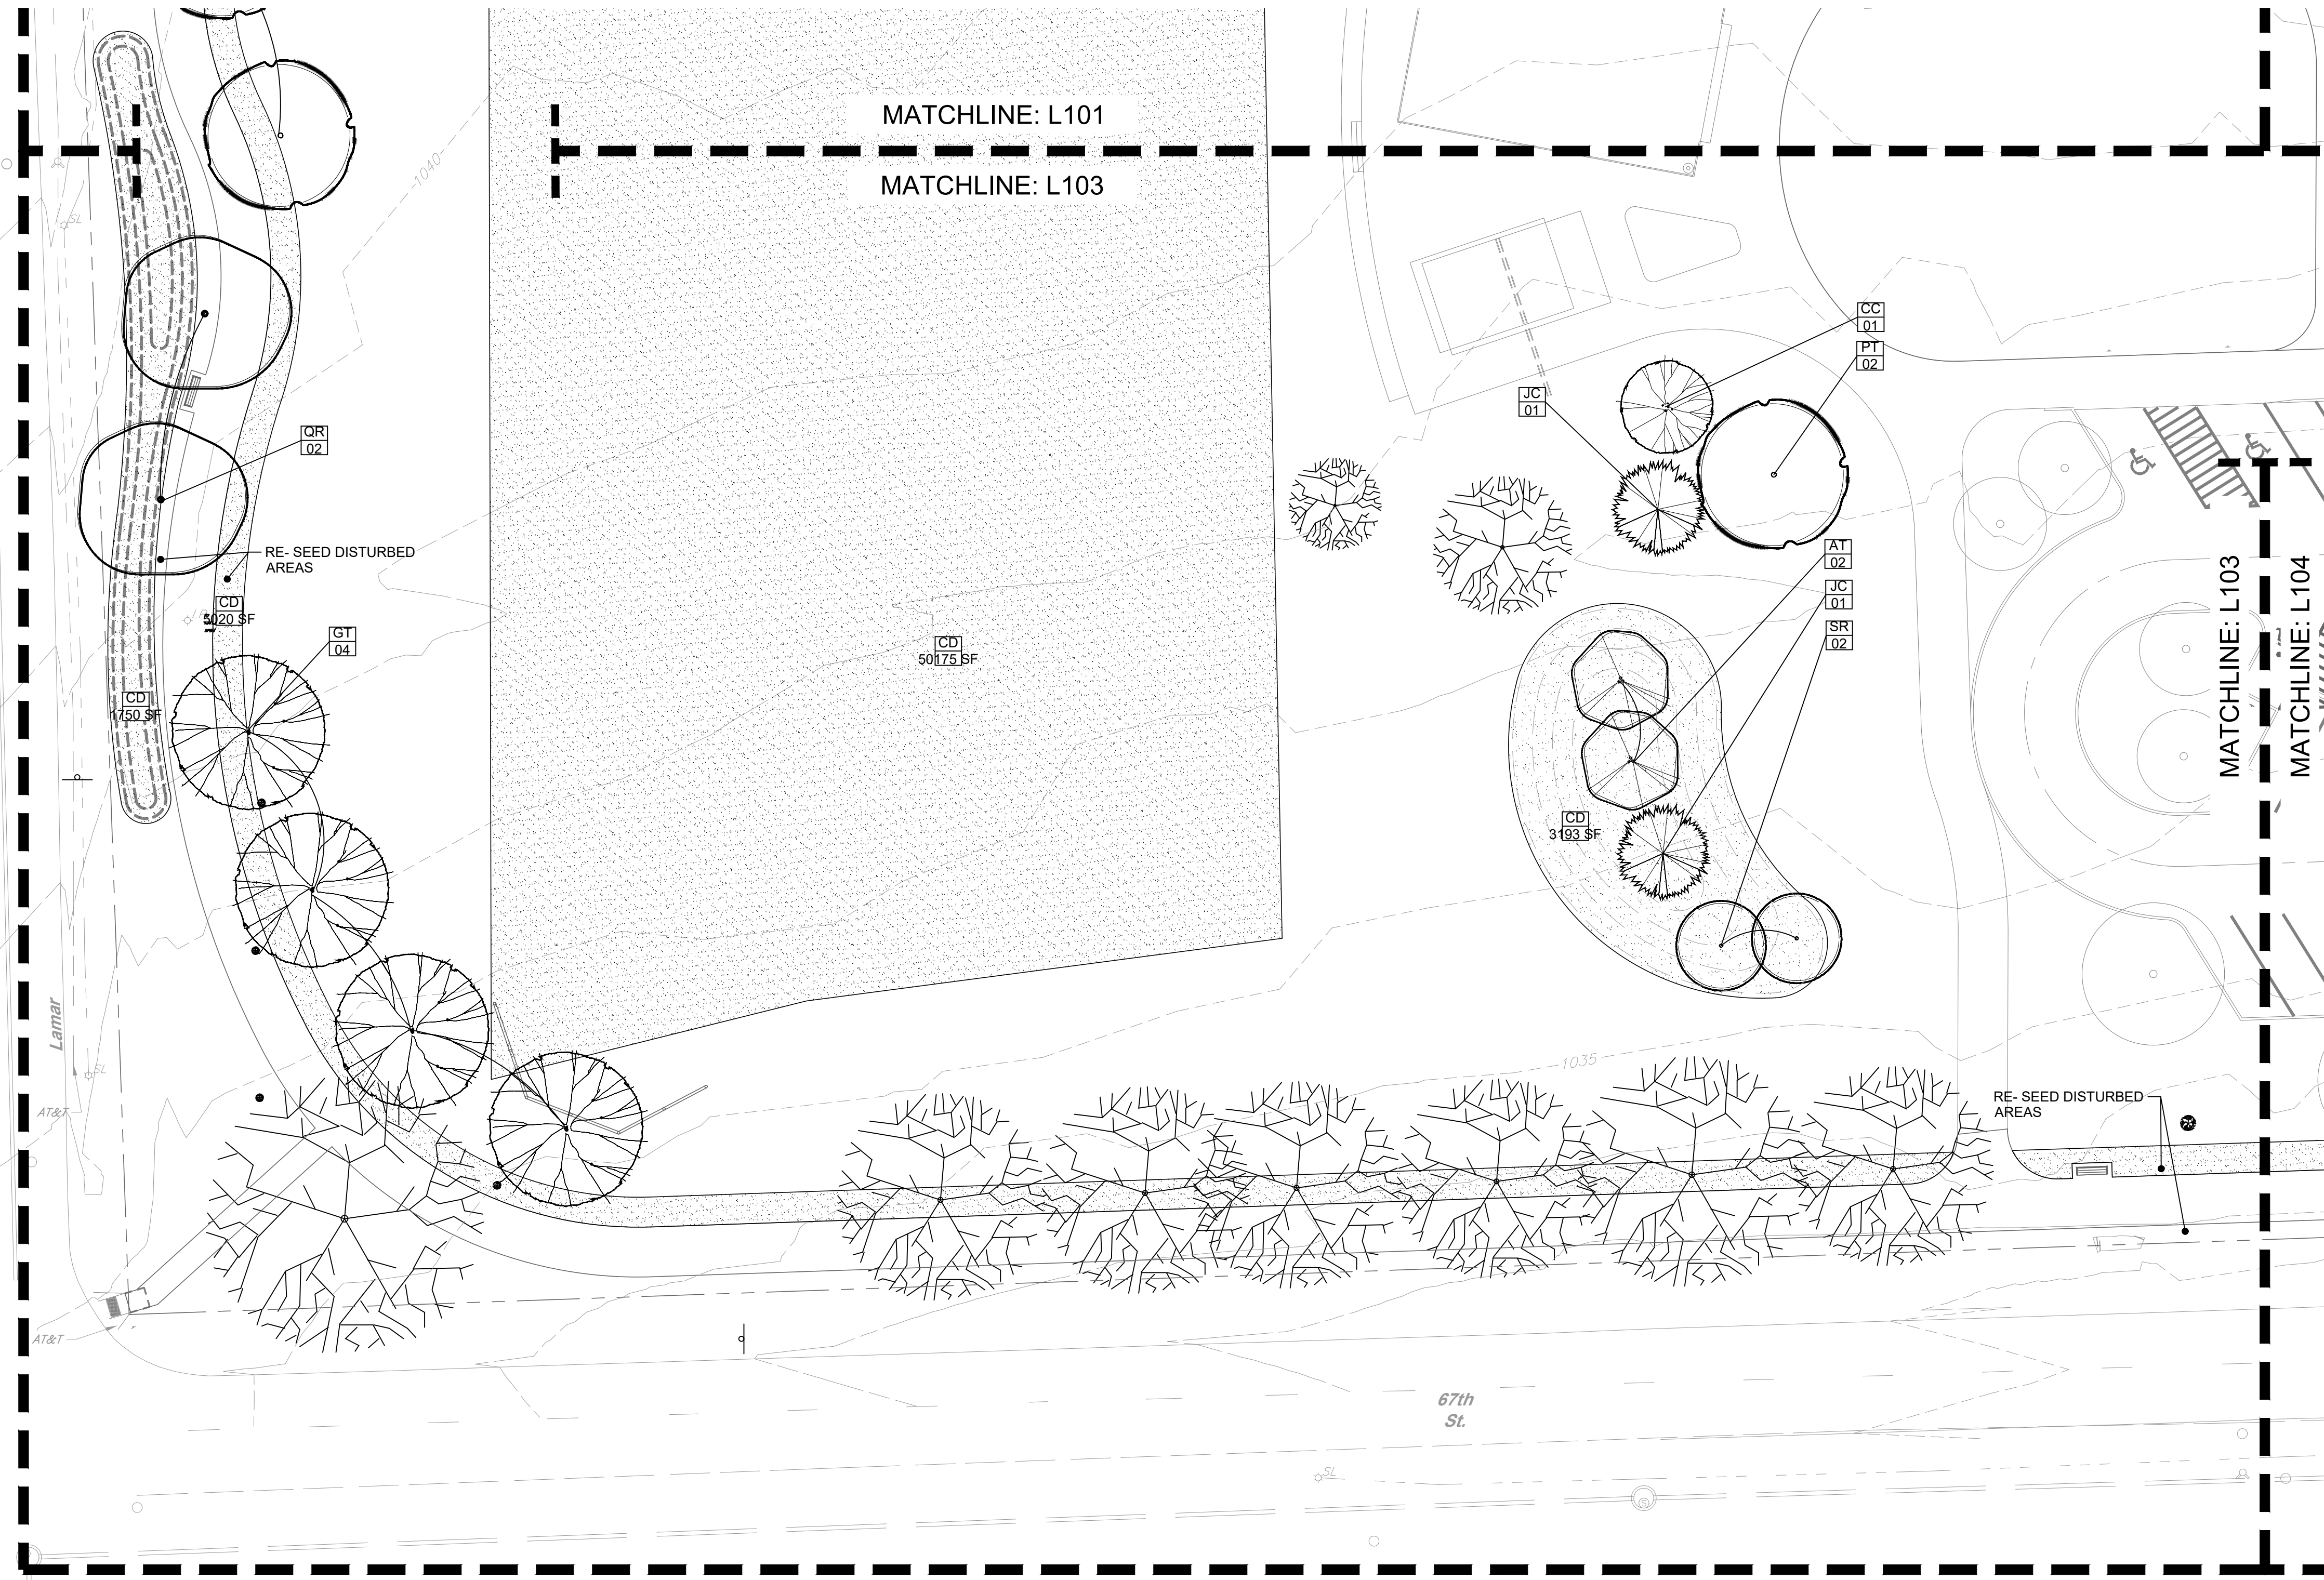 MATCHLINE: L101
MATCHLINE: L103
1040
SL
CC
01
PT
02
JC
01
QR
02
RE- SEED DISTURBED
AREAS
AT
02
JC
01
SR
02
CD
5020 SF
GT
04
CD
50175 SF
CD
1750 SF
CD
3193 SF
MATCHLINE: L103
MATCHLINE: L104
Lamar
SL
1035
AT&T
RE- SEED DISTURBED
AREAS
AT&T
67th
St.
SL
S